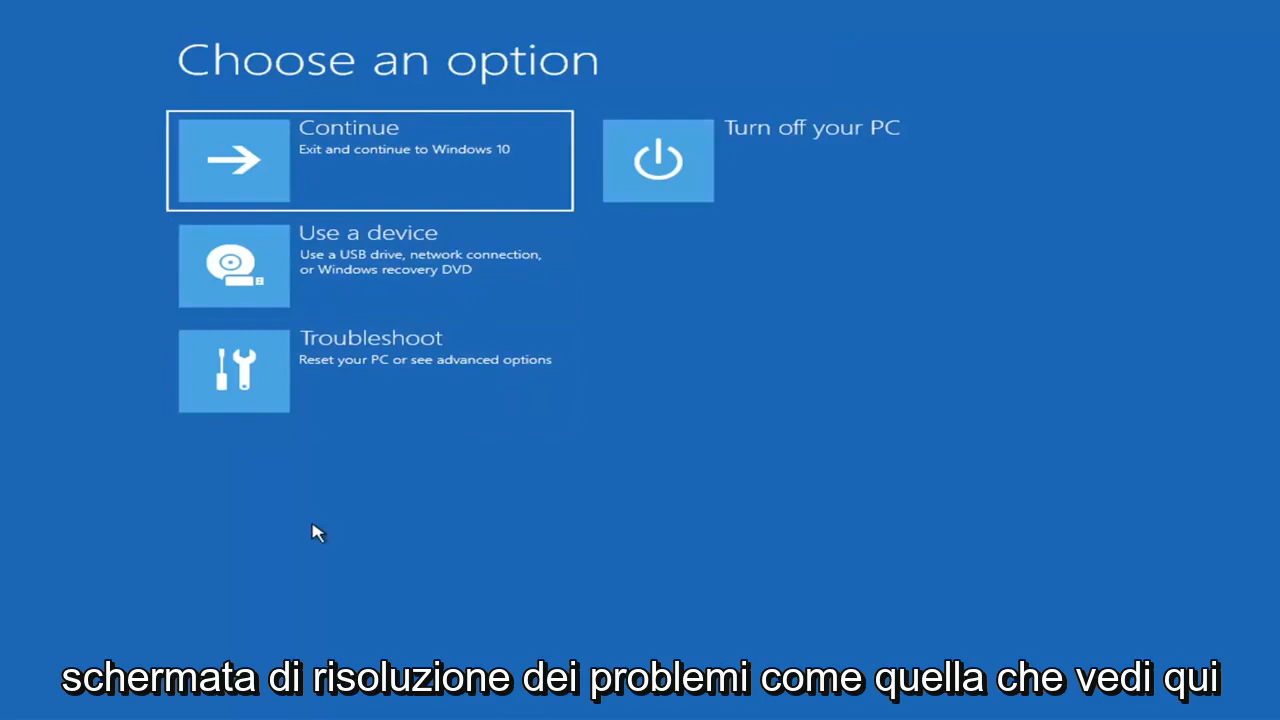 Choose an option
Continue
Exit and continue to Windows 10
Turn off your PC
Use a device
Use a USB drive, network connection,
or Windows recovery DVD
Troubleshoot
Reset your PC or see advanced options
schermata di risoluzione dei problemi come quella che vedi qui